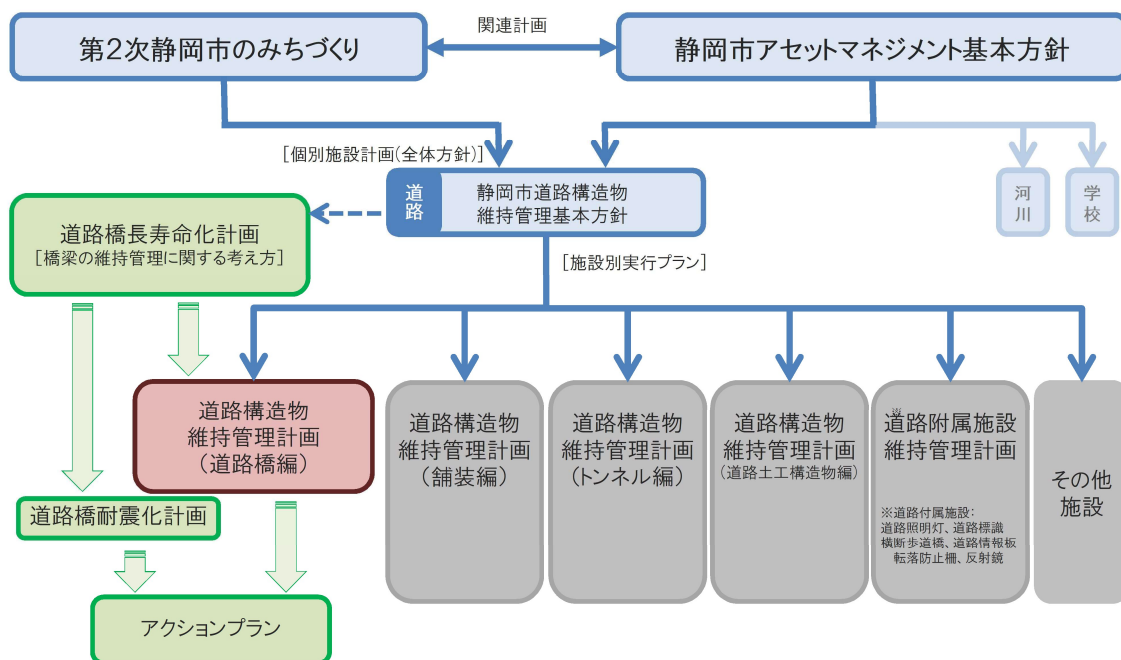 関連計画
第2次静岡市のみちづくり
静岡市アセットマネジメント基本方針
[個別施設計画(全体方針)]
道路
静岡市道路構造物
維持管理基本方針
河川
学校
道路橋長寿命化計画
[橋梁の維持管理に関する考え方]
[施設別実行プラン]
道路構造物
維持管理計画
(道路橋編)
道路構造物
維持管理計画
(舗装編)
道路構造物
維持管理計画
(トンネル編)
道路構造物
維持管理計画
(道路土工構造物編)
※
道路附属施設
維持管理計画
※道路付属施設:
道路照明灯、道路標識
横断歩道橋、道路情報板
転落防止柵、反射鏡
その他
施設
道路橋耐震化計画
アクションプラン